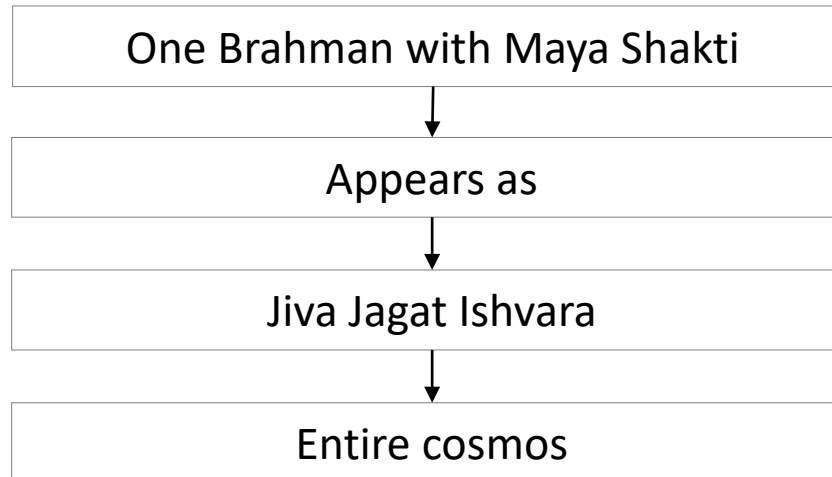 One Brahman with Maya Shakti
Appears as
Jiva Jagat Ishvara
Entire cosmos